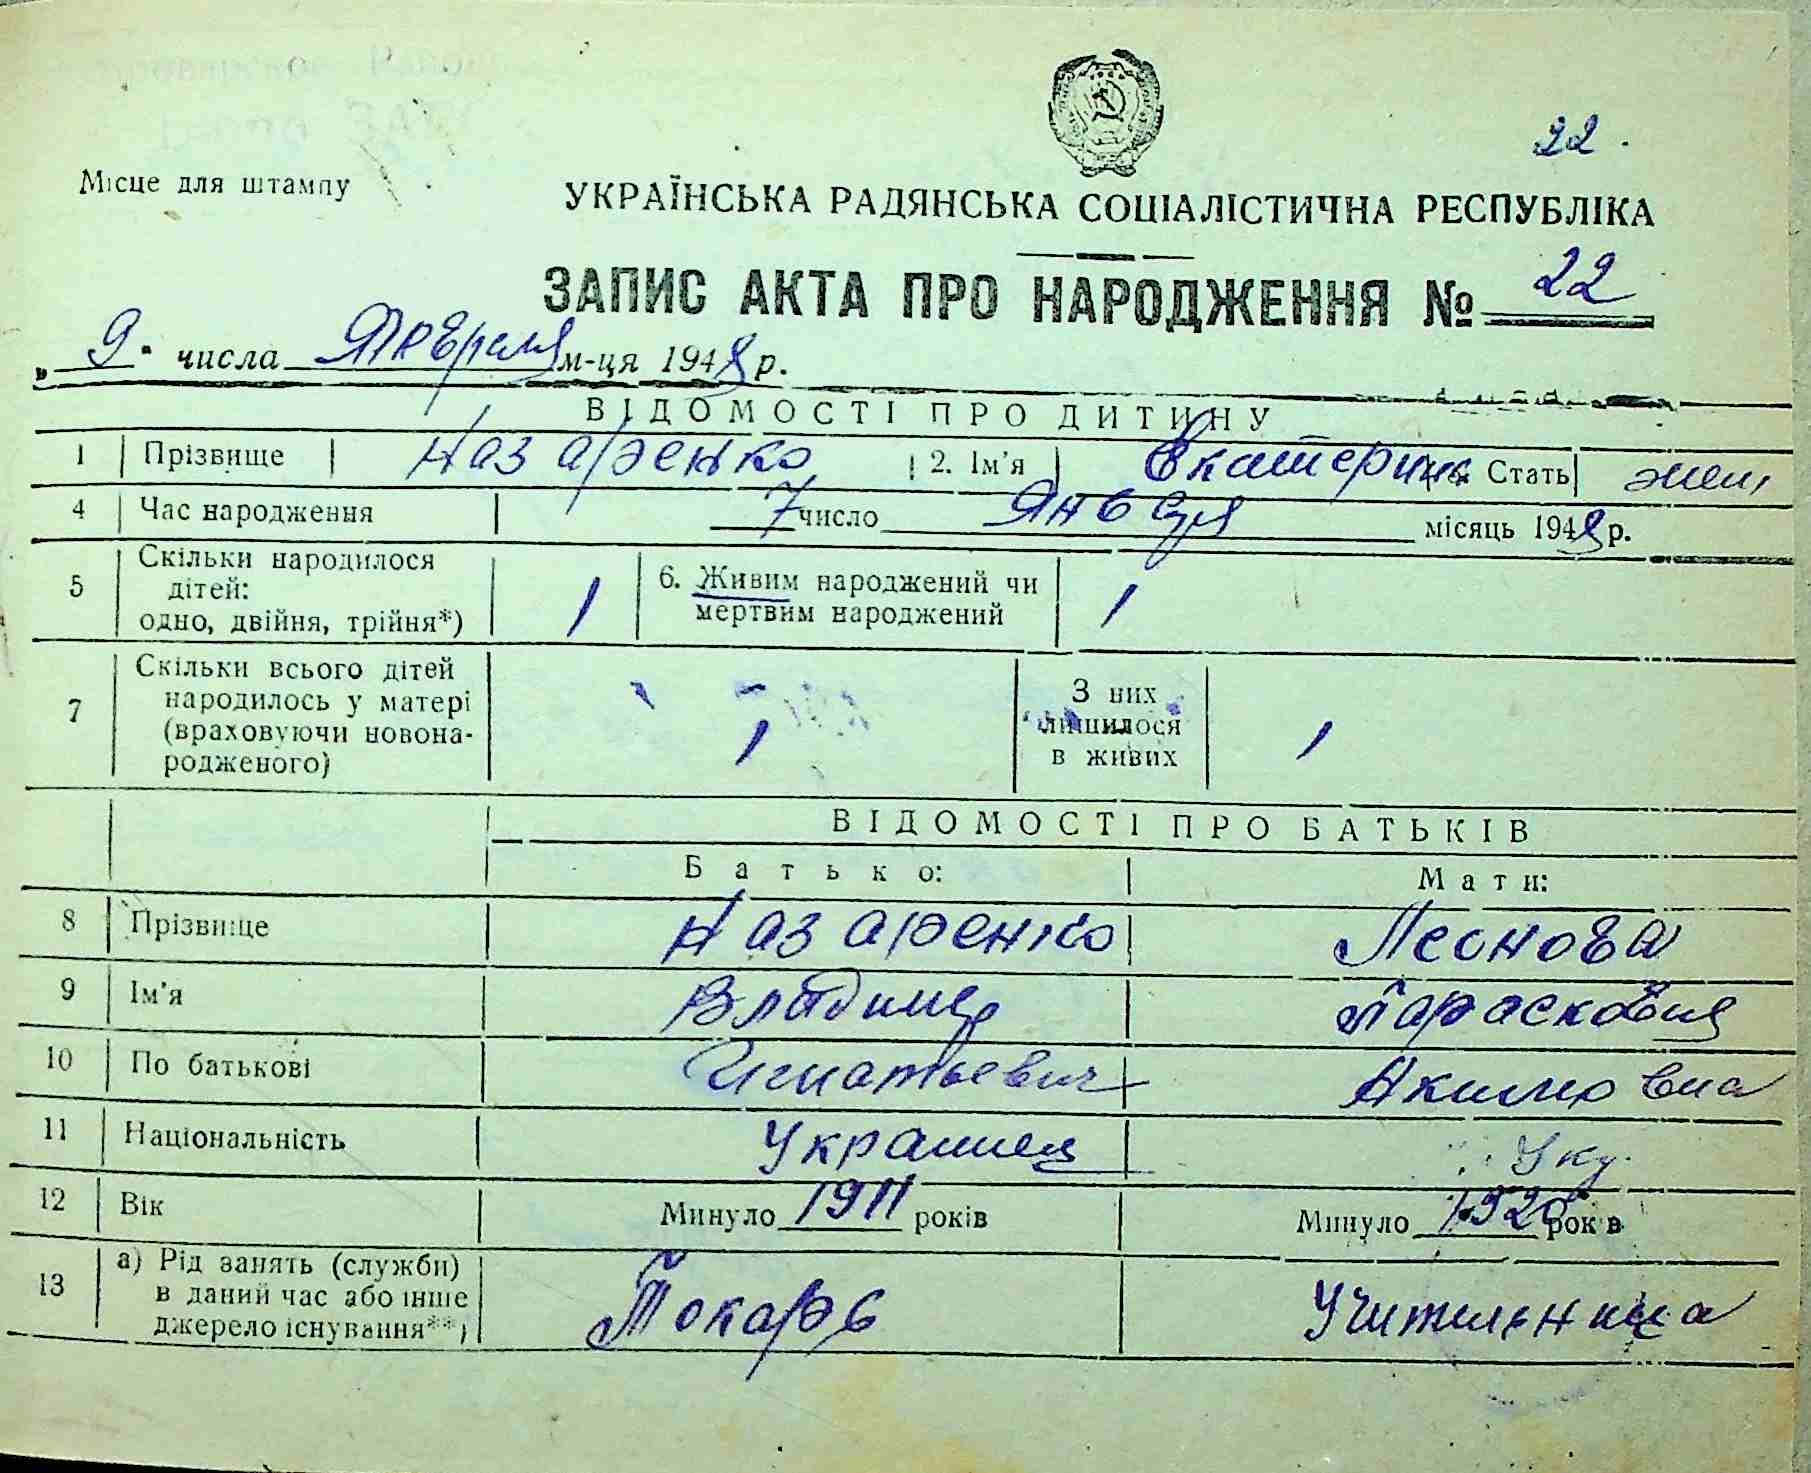 22.
Місце для штампу
УКРАЇНСЬКА РАДЯНСЬКА СОЦІАЛІСТИЧНА РЕСПУБЛІКА
ЗАПИС АКТА ПРО НАРОДЖЕННЯ № 22
„ 9 " числа Февраля м-ця 1948 р.
ВІДОМОСТІ ПРО ДИТИНУ
1 Прізвище Назаренко 2. Ім'я Екатерина Стать жен
4 Час народження 7 число Января місяць 1948 р.
5 Скільки народилося дітей: одно, двійня, трійня*) 1 6. Живим народжений чи мертвим народжений 1
7 Скільки всього дітей народилось у матері (враховуючи новонародженого) 1 З них лишилося в живих 1
ВІДОМОСТІ ПРО БАТЬКІВ
Батько: Мати:
8 Прізвище Назаренко Леонова
9 Ім'я Владимир Парасковия
10 По батькові Игнатьевич Акимовна
11 Національність Украинец Укр.
12 Вік Минуло 1911 років Минуло 1920 років
13 а) Рід занять (служби) в даний час або інше джерело існування**) Токарь Учительница